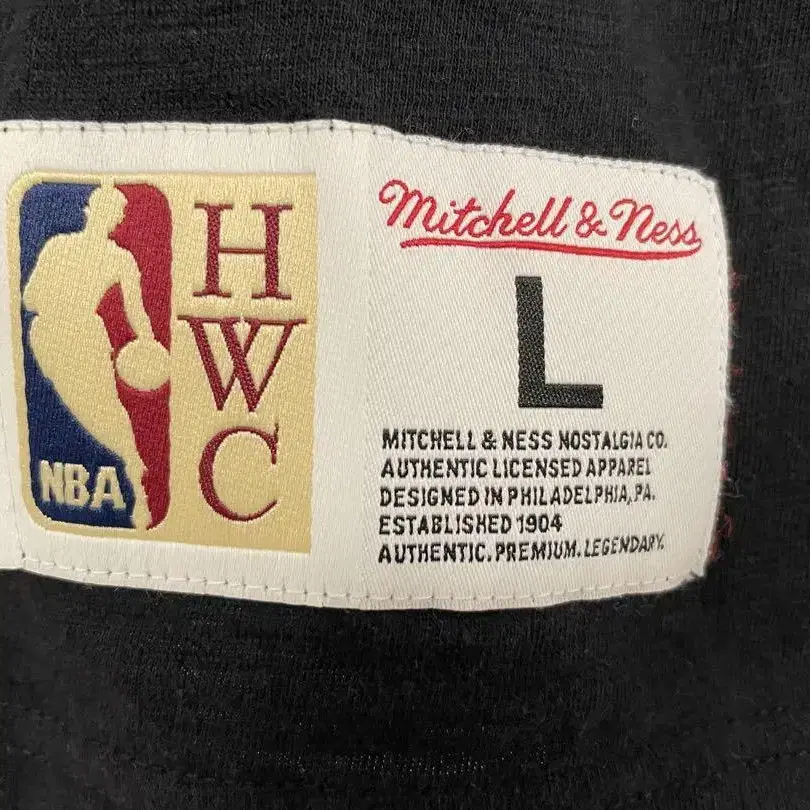 NBA
H
W
C
Mitchell & Ness
L
MITCHELL & NESS NOSTALGIA CO.
AUTHENTIC LICENSED APPAREL
DESIGNED IN PHILADELPHIA, PA.
ESTABLISHED 1904
AUTHENTIC. PREMIUM. LEGENDARY.